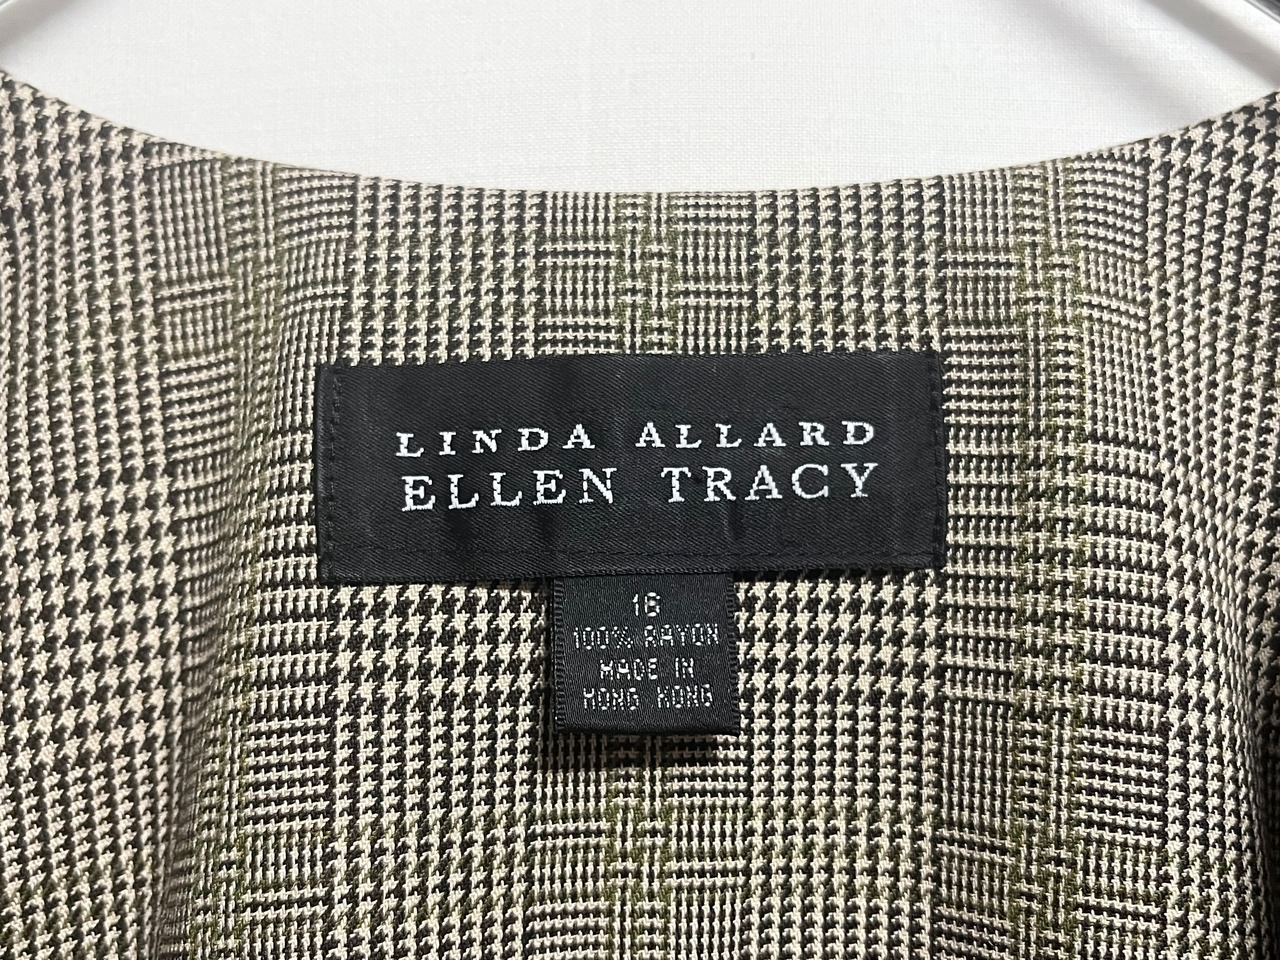 LINDA ALLARD
ELLEN TRACY
16
100% RAYON
MADE IN
HONG KONG